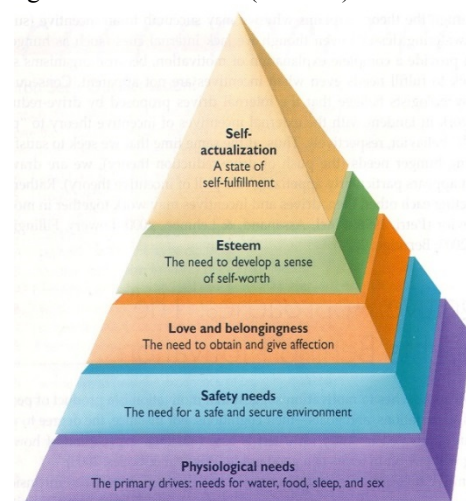 Self-
actualization
A state of
self-fulfillment
Esteem
The need to develop a sense
of self-worth
Love and belongingness
The need to obtain and give affection
Safety needs
The need for a safe and secure environment
Physiological needs
The primary drives: needs for water, food, sleep, and sex